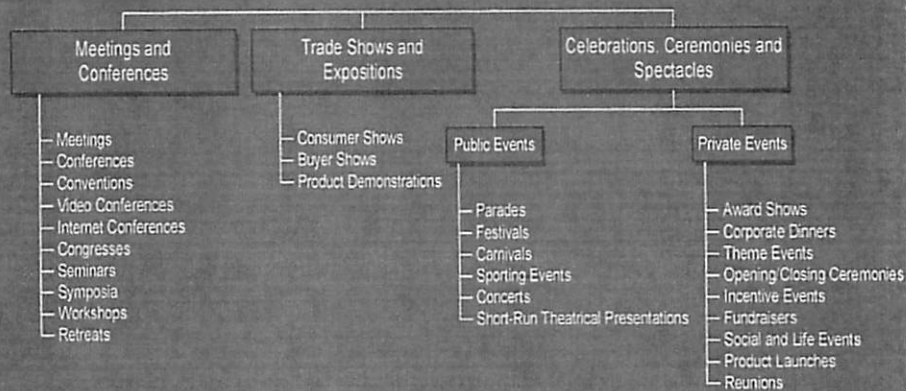 Meetings and
Conferences
Meetings
Conferences
Conventions
Video Conferences
Internet Conferences
Congresses
Seminars
Symposia
Workshops
Retreats
Trade Shows and
Expositions
Consumer Shows
Buyer Shows
Product Demonstrations
Celebrations, Ceremonies and
Spectacles
Public Events
Parades
Festivals
Carnivals
Sporting Events
Concerts
Short-Run Theatrical Presentations
Private Events
Award Shows
Corporate Dinners
Theme Events
Opening/Closing Ceremonies
Incentive Events
Fundraisers
Social and Life Events
Product Launches
Reunions